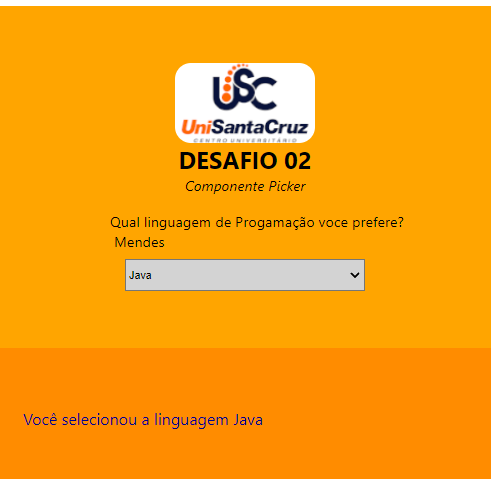 USC
UniSantaCruz
CENTRO UNIVERSITÁRIO
DESAFIO 02
Componente Picker
Qual linguagem de Progamação voce prefere?
Mendes
Java
Você selecionou a linguagem Java